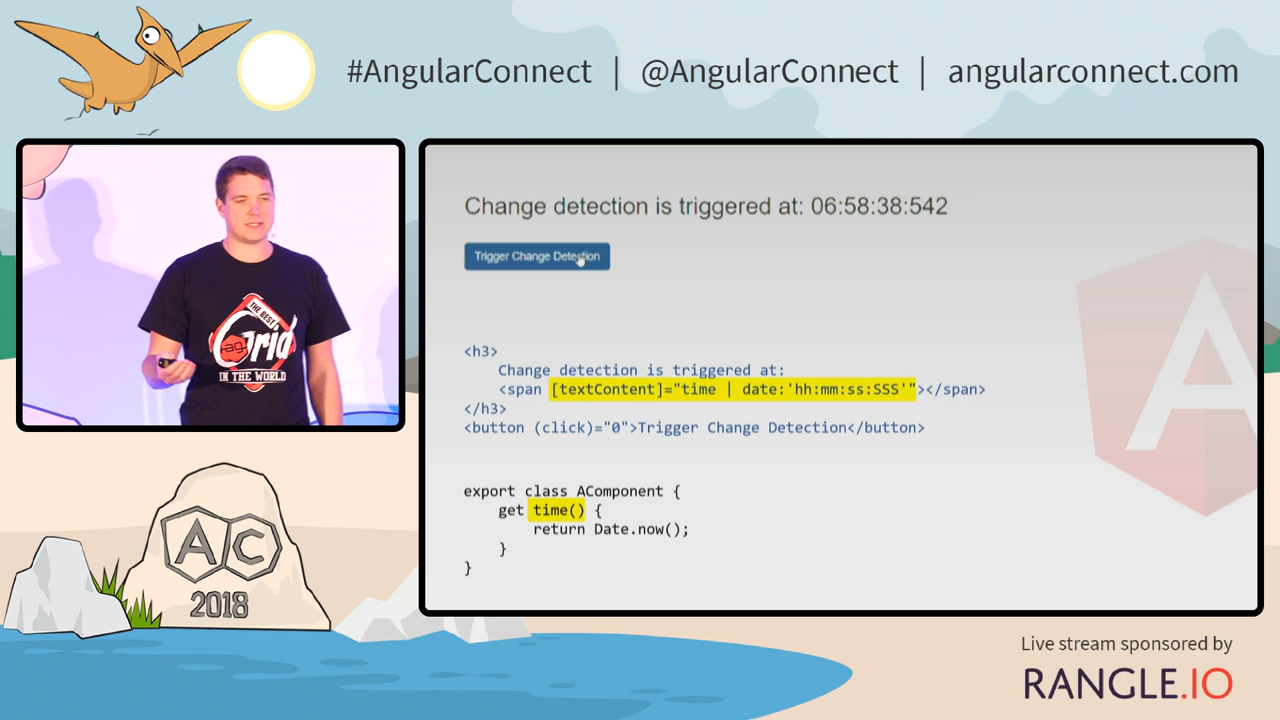 #AngularConnect | @AngularConnect | angularconnect.com
THE BEST
ag
Grid
IN THE WORLD
Change detection is triggered at: 06:58:38:542
Trigger Change Detection
<h3>
Change detection is triggered at:
<span [textContent]="time | date:'hh:mm:ss:SSS'"></span>
</h3>
<button (click)="0">Trigger Change Detection</button>
export class AComponent {
get time() {
return Date.now();
}
}
A
AC
2018
Live stream sponsored by
RANGLE.IO